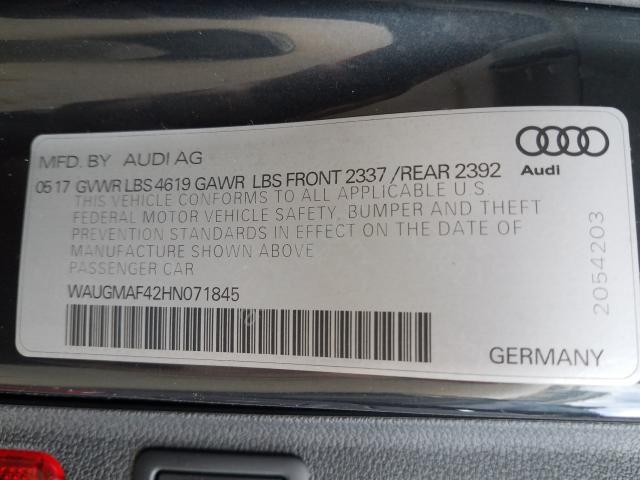 MFD. BY AUDI AG
Audi
0517 GVWR LBS 4619 GAWR LBS FRONT 2337 /REAR 2392
THIS VEHICLE CONFORMS TO ALL APPLICABLE U.S.
FEDERAL MOTOR VEHICLE SAFETY, BUMPER AND THEFT
PREVENTION STANDARDS IN EFFECT ON THE DATE OF
MANUFACTURE SHOWN ABOVE
PASSENGER CAR
WAUGMAF42HN071845
GERMANY
2054203